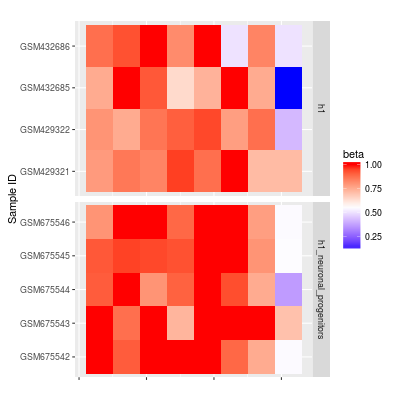 GSM432686
GSM432685
GSM429322
GSM429321
h1
GSM675546
GSM675545
GSM675544
GSM675543
GSM675542
h1_neuronal_progenitors
Sample ID
beta
1.00
0.75
0.50
0.25